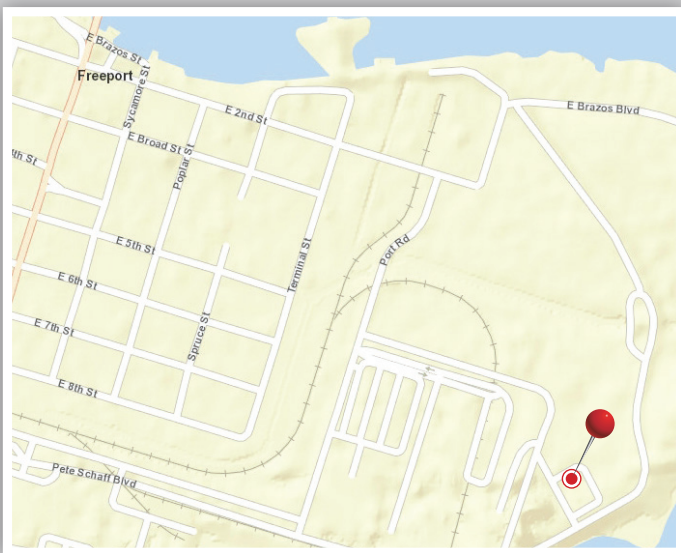 E Brazos St
Freeport
Sycamore St
E 2nd St
E Brazos Blvd
E Broad St
Poplar St
7th St
E 5th St
Port Rd
Terminal St
E 6th St
E 7th St
Spruce St
E 8th St
Pete Schaff Blvd